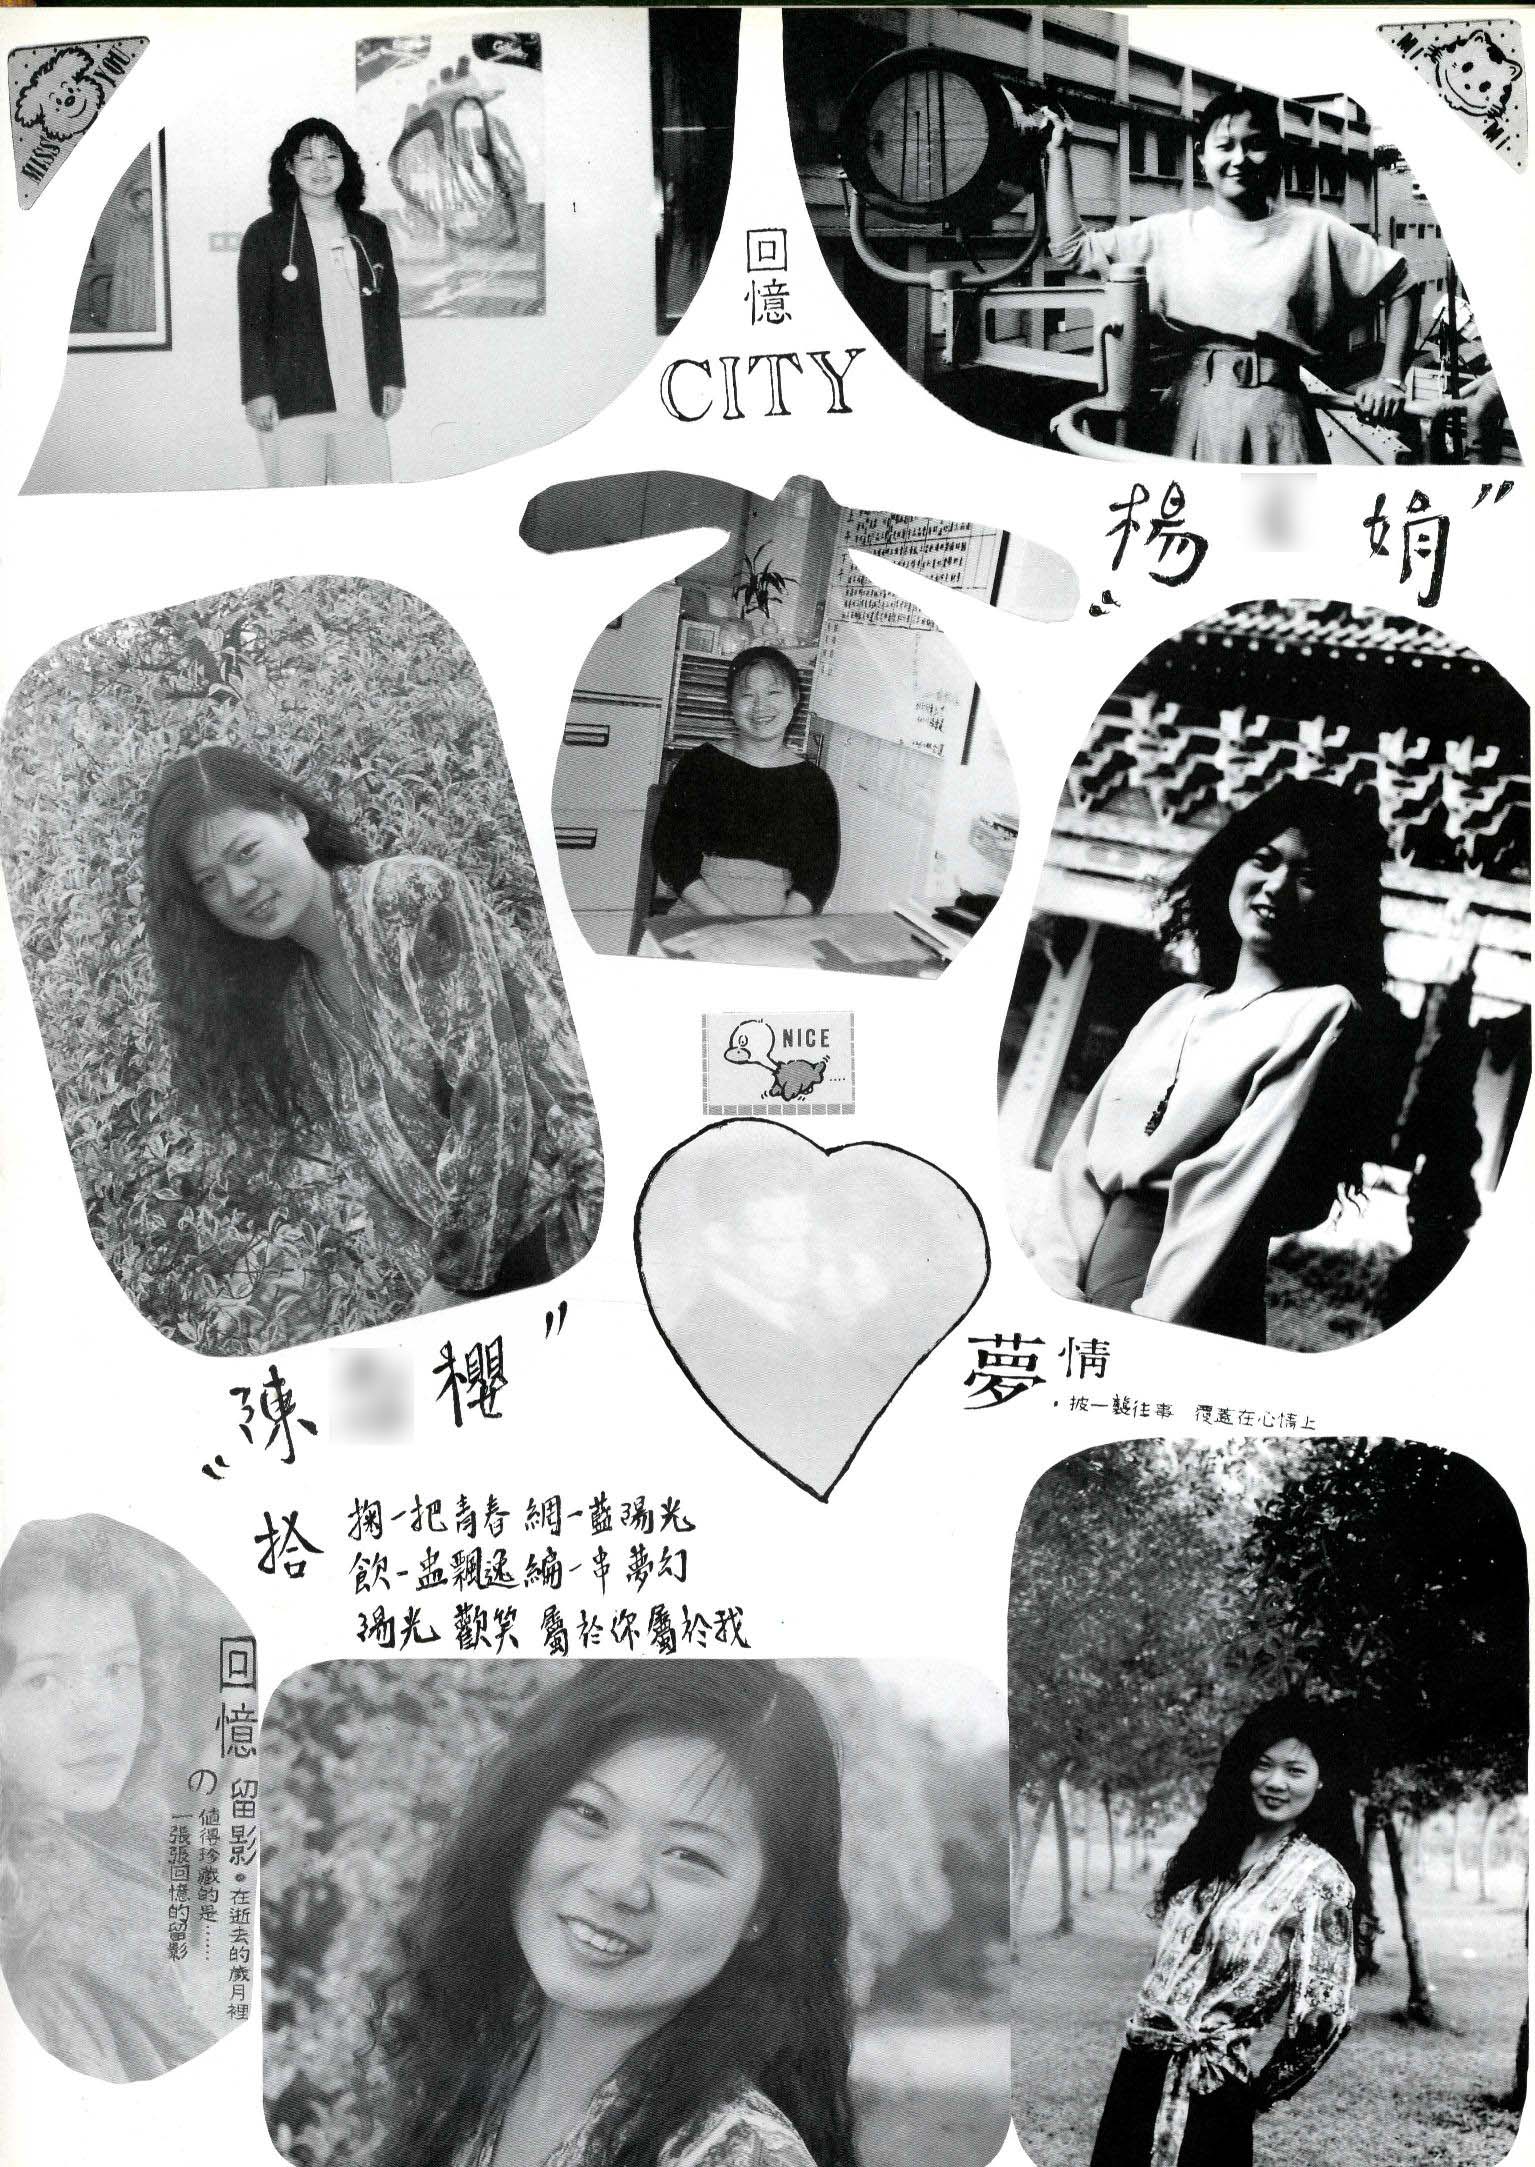 MISS YOU.
MI. MI.
回憶
CITY
"楊 娟"
NICE
....
"陳 櫻"
夢情
・披一襲往事 覆蓋在心情上
拾
掬一把青春 網一藍陽光
飲一盅飄逸 編一串夢幻
陽光 歡笑 屬於你屬於我
回憶の留影。在逝去的歲月裡
值得珍藏的是……
一張張回憶的留影